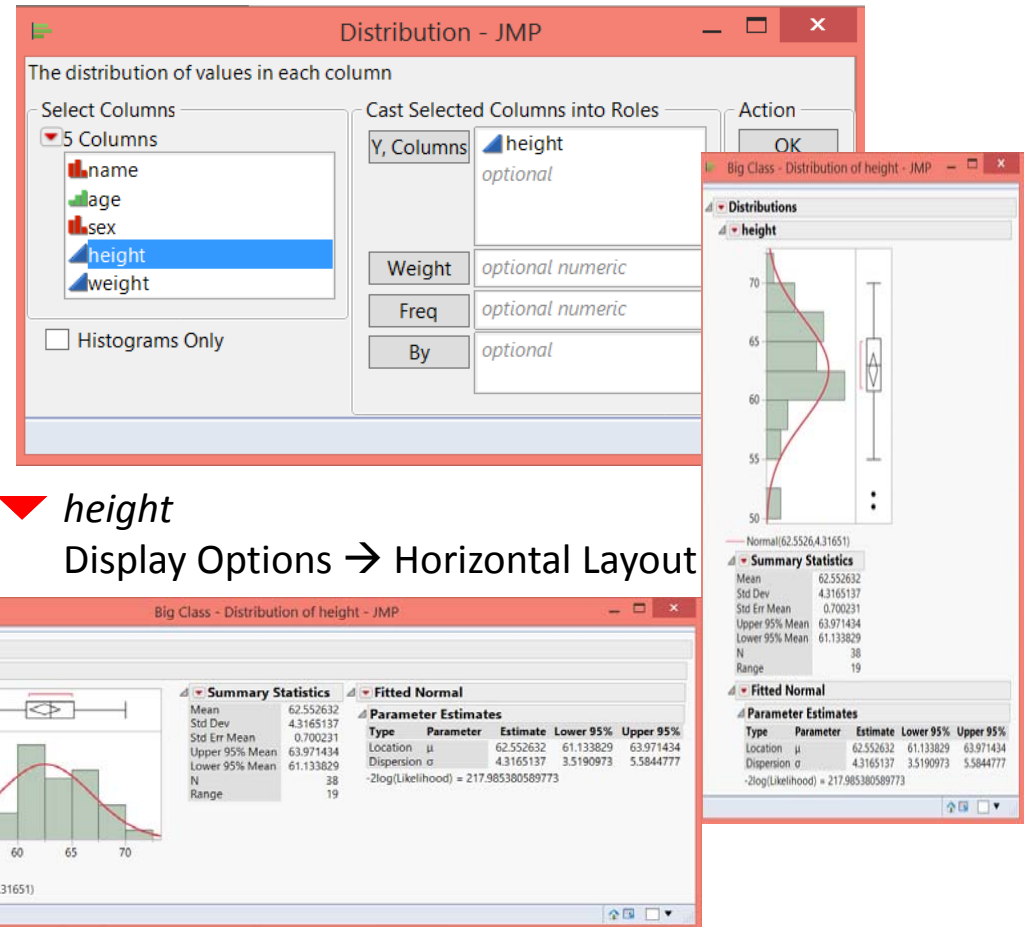 Distribution - JMP
The distribution of values in each column
Select Columns
5 Columns
name
age
sex
height
weight
Histograms Only
Cast Selected Columns into Roles
Y, Columns
height
optional
Weight
optional numeric
Freq
optional numeric
By
optional
Action
OK
Big Class - Distribution of height - JMP
Distributions
height
70
65
60
55
50
Normal(62.5526,4.31651)
Summary Statistics
Mean 62.552632
Std Dev 4.3165137
Std Err Mean 0.700231
Upper 95% Mean 63.971434
Lower 95% Mean 61.133829
N 38
Range 19
Fitted Normal
Parameter Estimates
Type Parameter Estimate Lower 95% Upper 95%
Location μ 62.552632 61.133829 63.971434
Dispersion σ 4.3165137 3.5190973 5.5844777
-2log(Likelihood) = 217.985380589773
height
Display Options → Horizontal Layout
Big Class - Distribution of height - JMP
60 65 70
.31651)
Summary Statistics
Mean 62.552632
Std Dev 4.3165137
Std Err Mean 0.700231
Upper 95% Mean 63.971434
Lower 95% Mean 61.133829
N 38
Range 19
Fitted Normal
Parameter Estimates
Type Parameter Estimate Lower 95% Upper 95%
Location μ 62.552632 61.133829 63.971434
Dispersion σ 4.3165137 3.5190973 5.5844777
-2log(Likelihood) = 217.985380589773